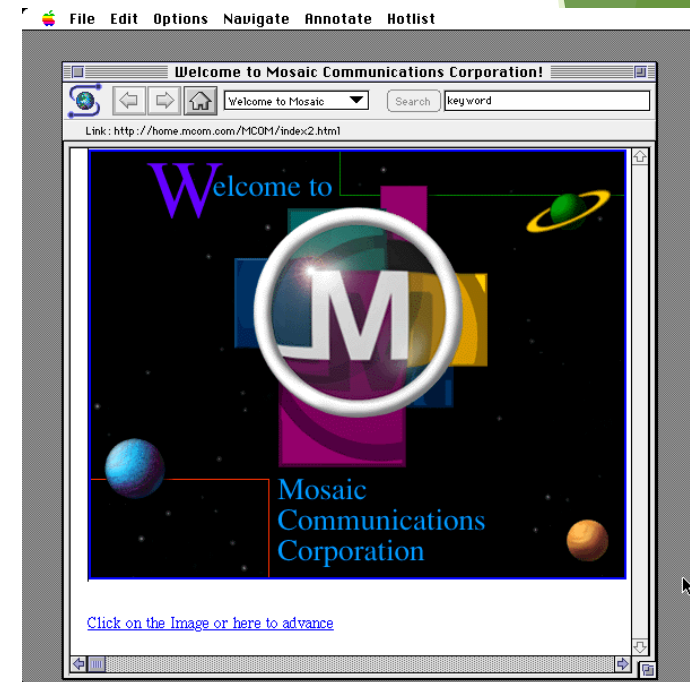 File Edit Options Navigate Annotate Hotlist
Welcome to Mosaic Communications Corporation!
Welcome to Mosaic Search keyword
Link: http://home.mcom.com/MCOM/index2.html
Welcome to
M
Mosaic
Communications
Corporation
Click on the Image or here to advance